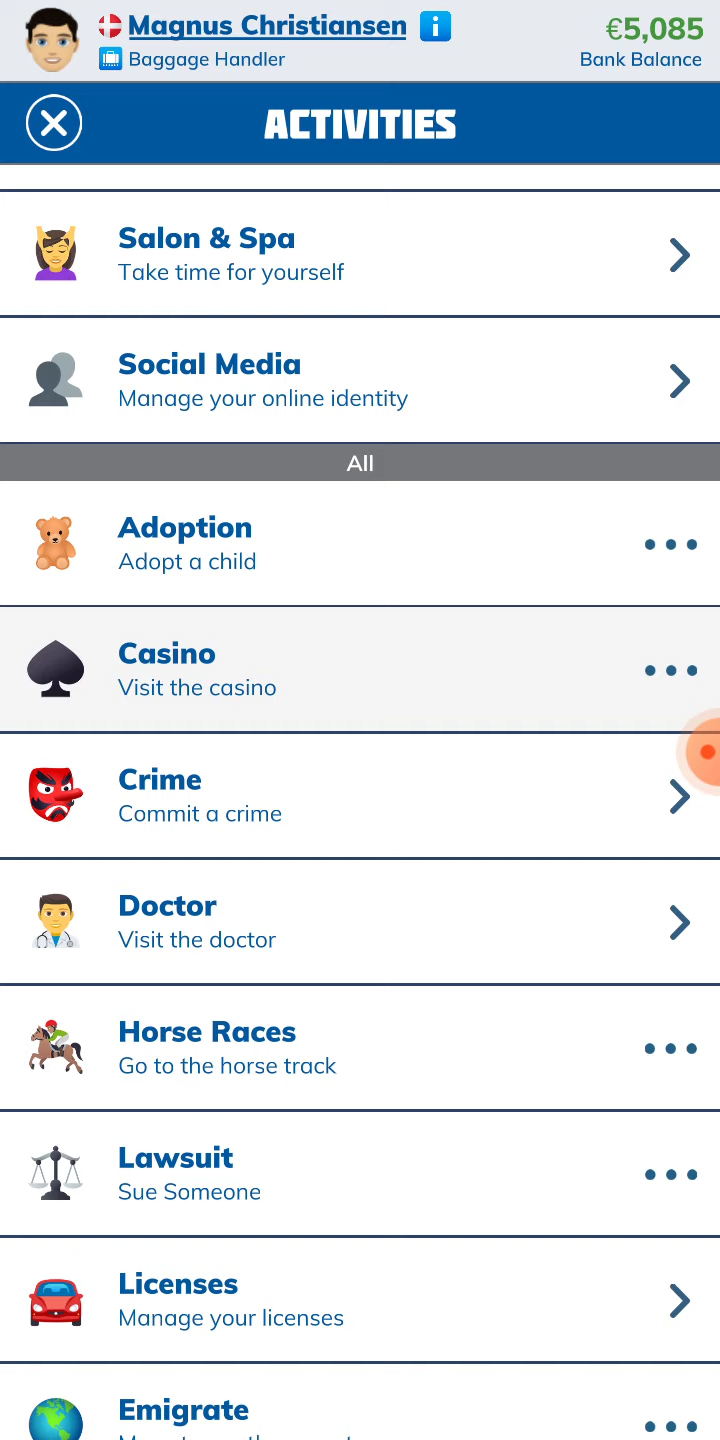 Magnus Christiansen
€5,085
Baggage Handler
Bank Balance
ACTIVITIES
Salon & Spa
Take time for yourself
Social Media
Manage your online identity
All
Adoption
Adopt a child
Casino
Visit the casino
Crime
Commit a crime
Doctor
Visit the doctor
Horse Races
Go to the horse track
Lawsuit
Sue Someone
Licenses
Manage your licenses
Emigrate